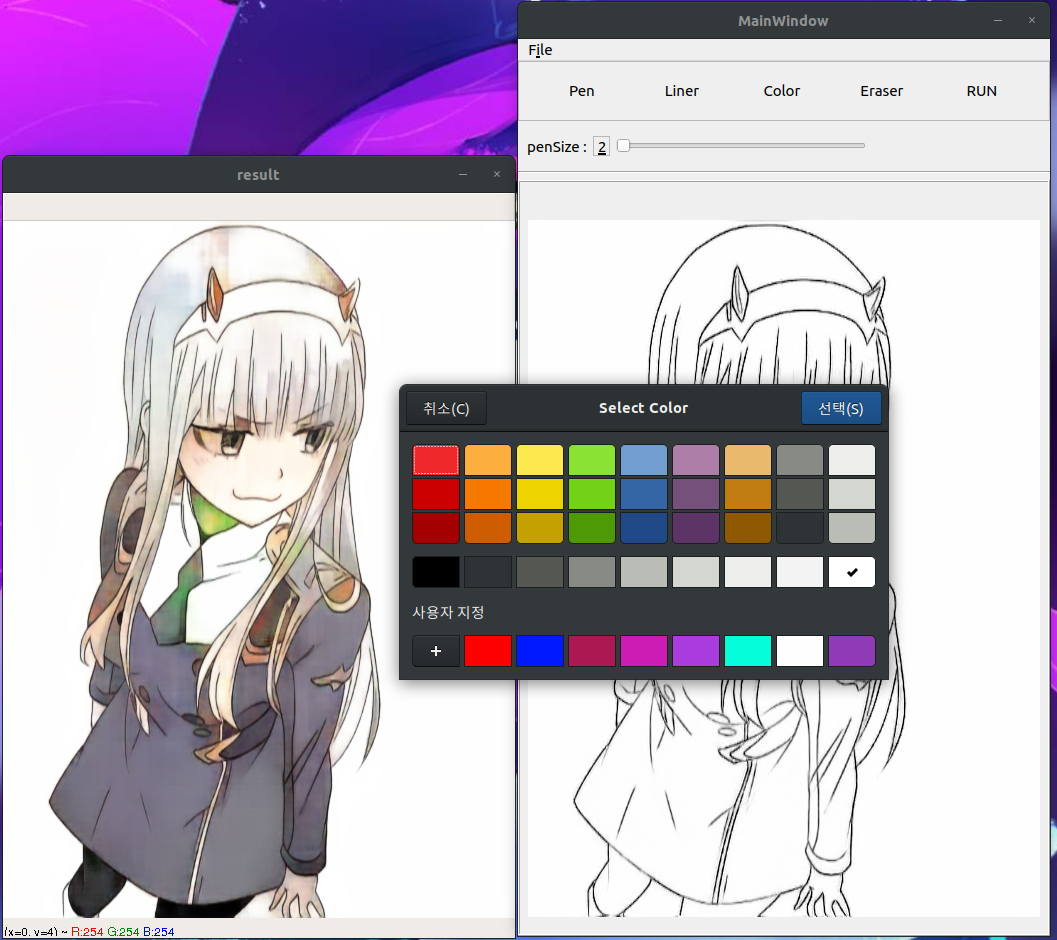 MainWindow
File
Pen Liner Color Eraser RUN
penSize : 2
result
취소(C) Select Color 선택(S)
사용자 지정
(x=0, y=4) ~ R:254 G:254 B:254